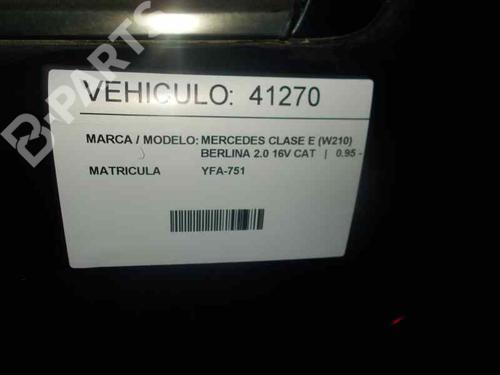 B-PARTS
VEHICULO: 41270
MARCA / MODELO: MERCEDES CLASE E (W210)
BERLINA 2.0 16V CAT | 0.95 -
MATRICULA YFA-751